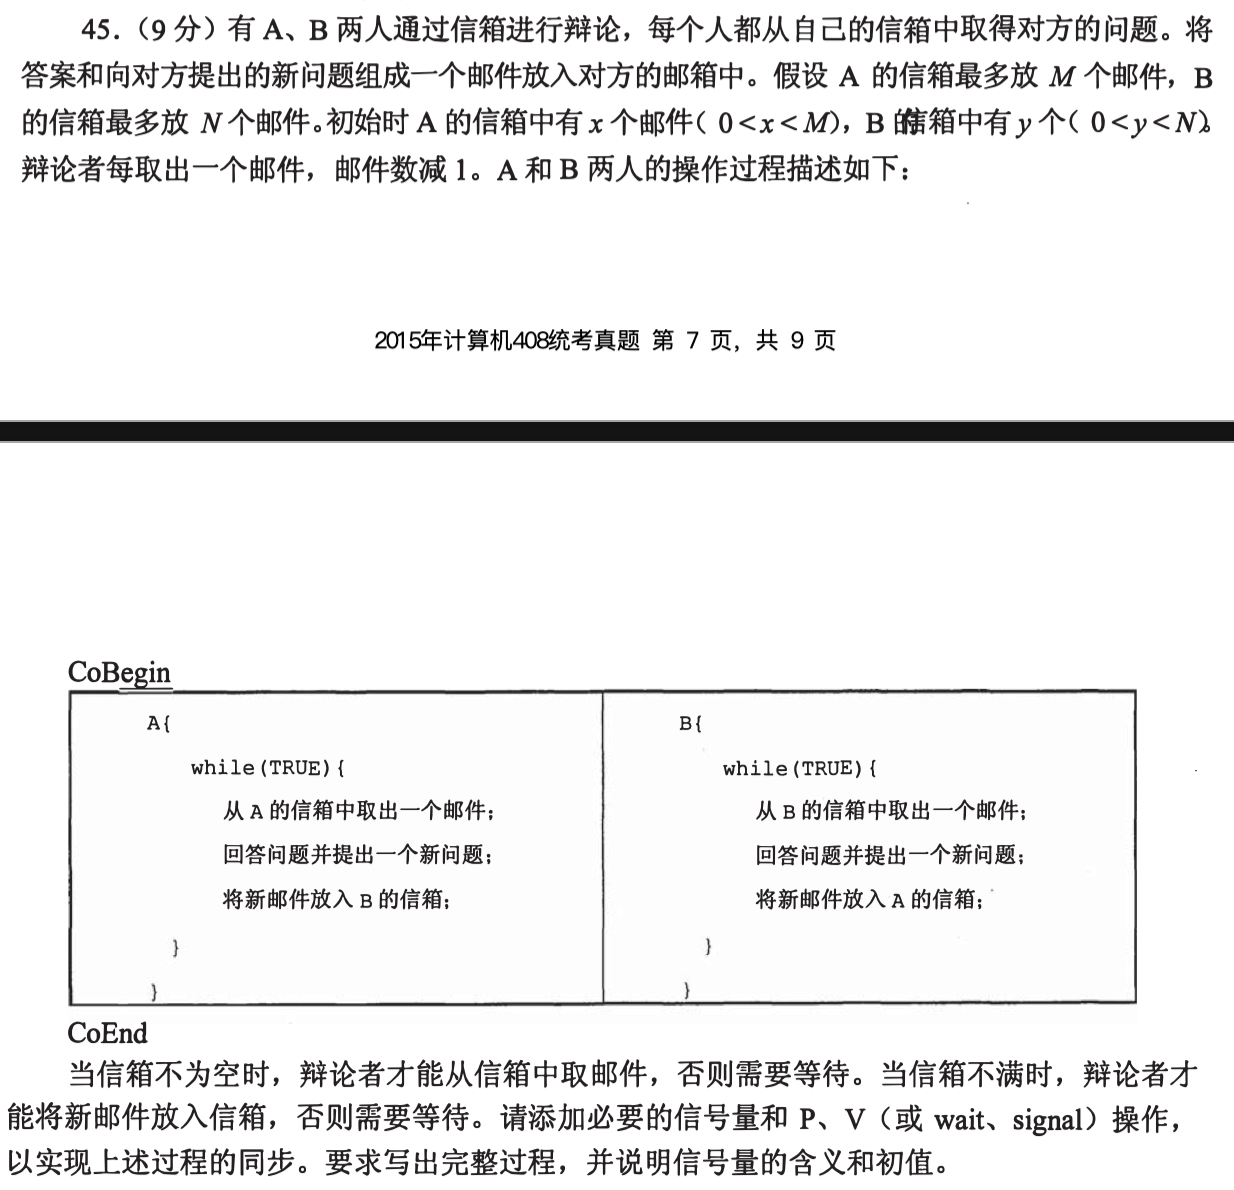 45.（9 分）有 A、B 两人通过信箱进行辩论，每个人都从自己的信箱中取得对方的问题。将
答案和向对方提出的新问题组成一个邮件放入对方的邮箱中。假设 A 的信箱最多放 M 个邮件，B
的信箱最多放 N 个邮件。初始时 A 的信箱中有 x 个邮件（0<x<M），B 的信箱中有 y 个（0<y<N）。
辩论者每取出一个邮件，邮件数减 1。A 和 B 两人的操作过程描述如下：
2015年计算机408统考真题 第 7 页，共 9 页
CoBegin
A{
while(TRUE){
从 A 的信箱中取出一个邮件;
回答问题并提出一个新问题;
将新邮件放入 B 的信箱;
}
}
B{
while(TRUE){
从 B 的信箱中取出一个邮件;
回答问题并提出一个新问题;
将新邮件放入 A 的信箱;
}
}
CoEnd
当信箱不为空时，辩论者才能从信箱中取邮件，否则需要等待。当信箱不满时，辩论者才
能将新邮件放入信箱，否则需要等待。请添加必要的信号量和 P、V（或 wait、signal）操作，
以实现上述过程的同步。要求写出完整过程，并说明信号量的含义和初值。